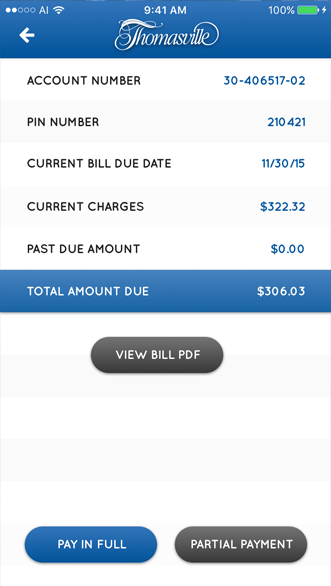 AI 9:41 AM 100%
Thomasville
ACCOUNT NUMBER 30-406517-02
PIN NUMBER 210421
CURRENT BILL DUE DATE 11/30/15
CURRENT CHARGES $322.32
PAST DUE AMOUNT $0.00
TOTAL AMOUNT DUE $306.03
VIEW BILL PDF
PAY IN FULL PARTIAL PAYMENT